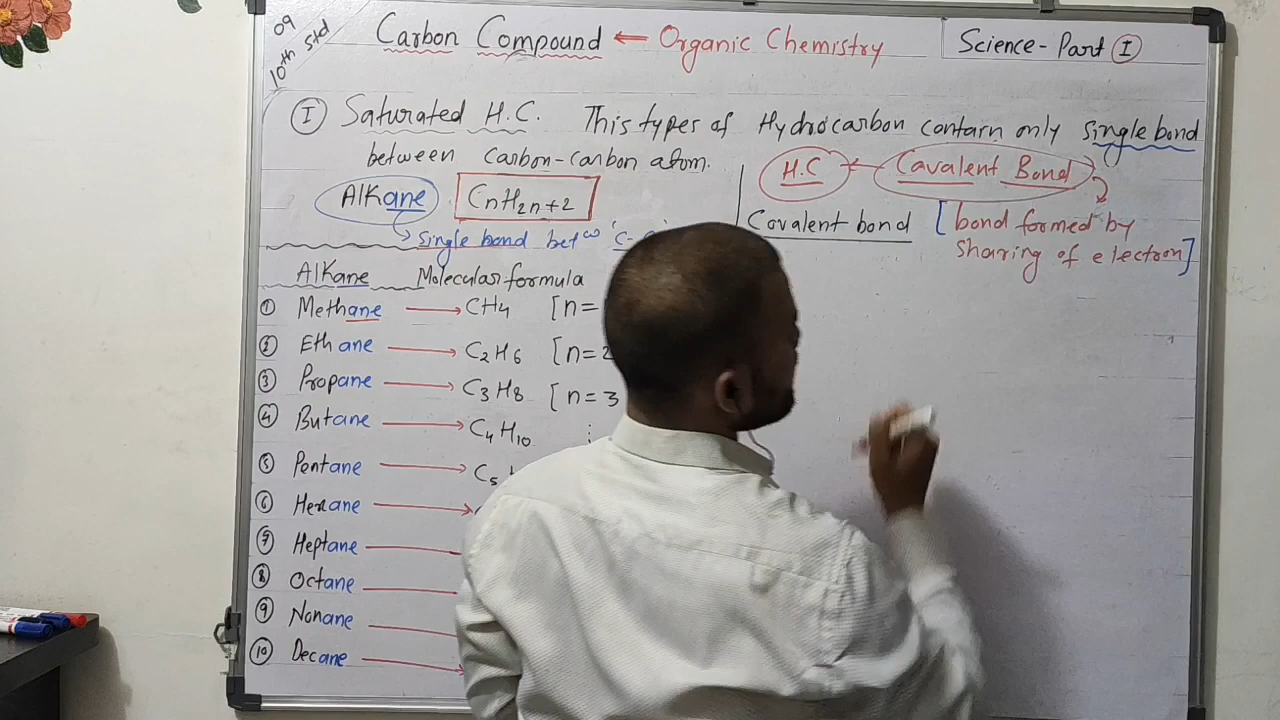 09
10th std
Carbon Compound ← Organic Chemistry
Science-Part I
I Saturated H.C. This types of Hydrocarbon contain only single bond
between Carbon-carbon atom.
Alkane CnH2n+2
Single bond betn 'C-
H.C ← Cavalent Bond
Covalent bond [bond formed by
sharing of electron]
Alkane Molecular formula
1 Methane → CH4 [n=
2 Ethane → C2H6 [n=2
3 Propane → C3H8 [n=3
4 Butane → C4H10
5 Pentane → C5
6 Hexane →
7 Heptane
8 Octane
9 Nonane
10 Decane